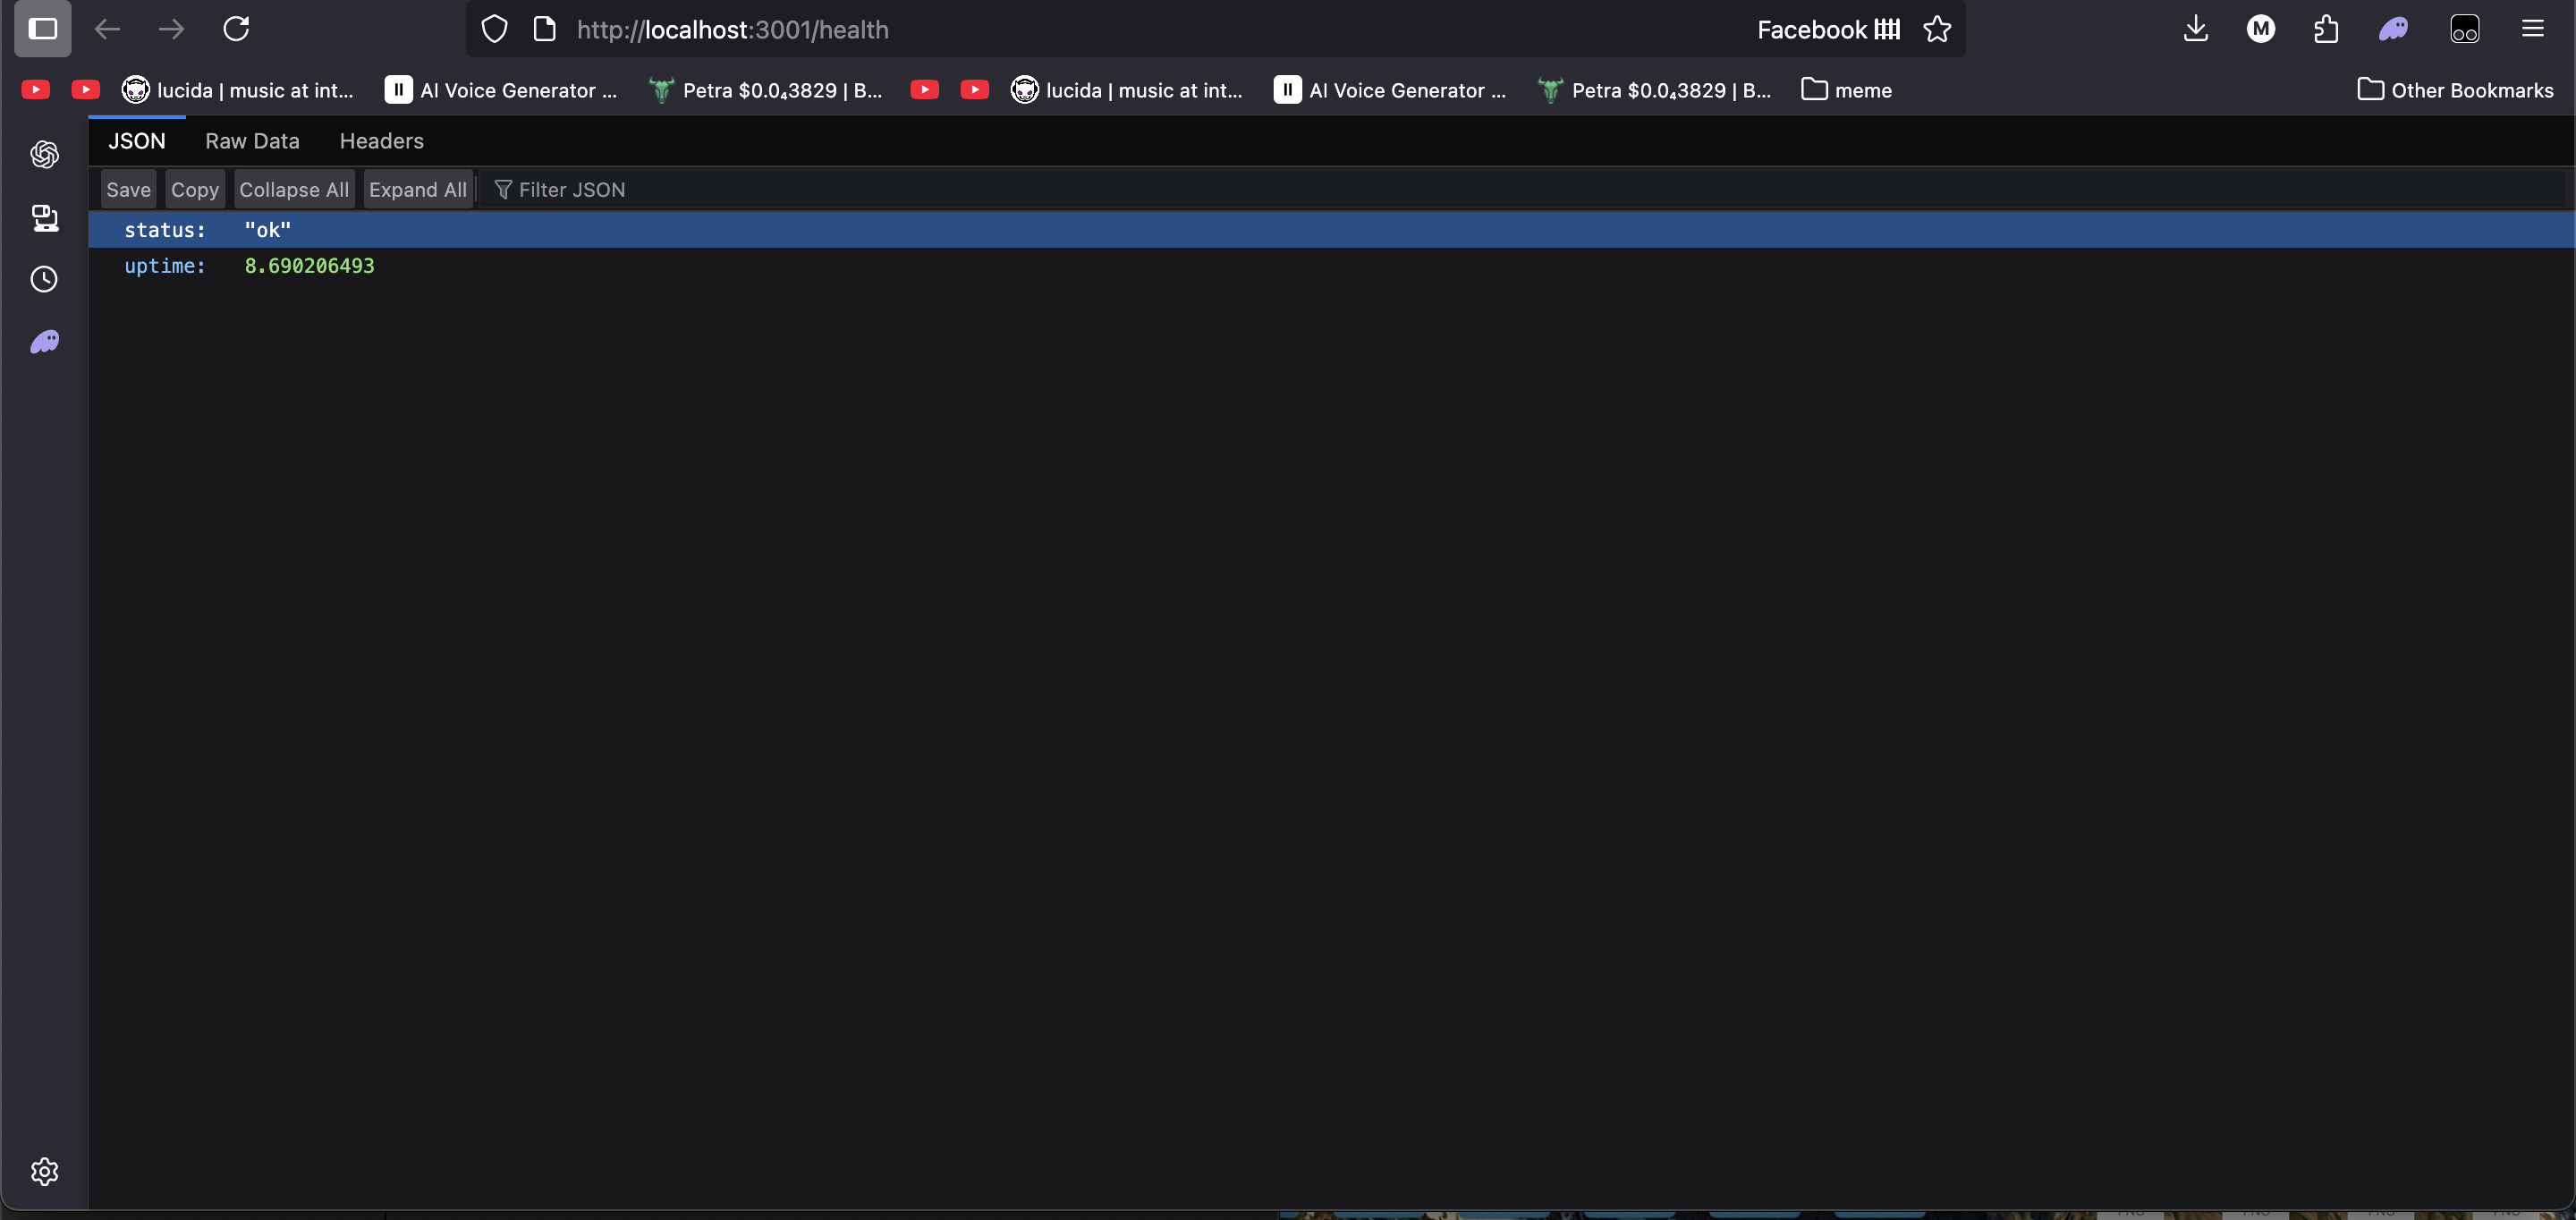 http://localhost:3001/health
Facebook
M
lucida | music at int...
AI Voice Generator ...
Petra $0.0₄3829 | B...
lucida | music at int...
AI Voice Generator ...
Petra $0.0₄3829 | B...
meme
Other Bookmarks
JSON Raw Data Headers
Save Copy Collapse All Expand All Filter JSON
status: "ok"
uptime: 8.690206493